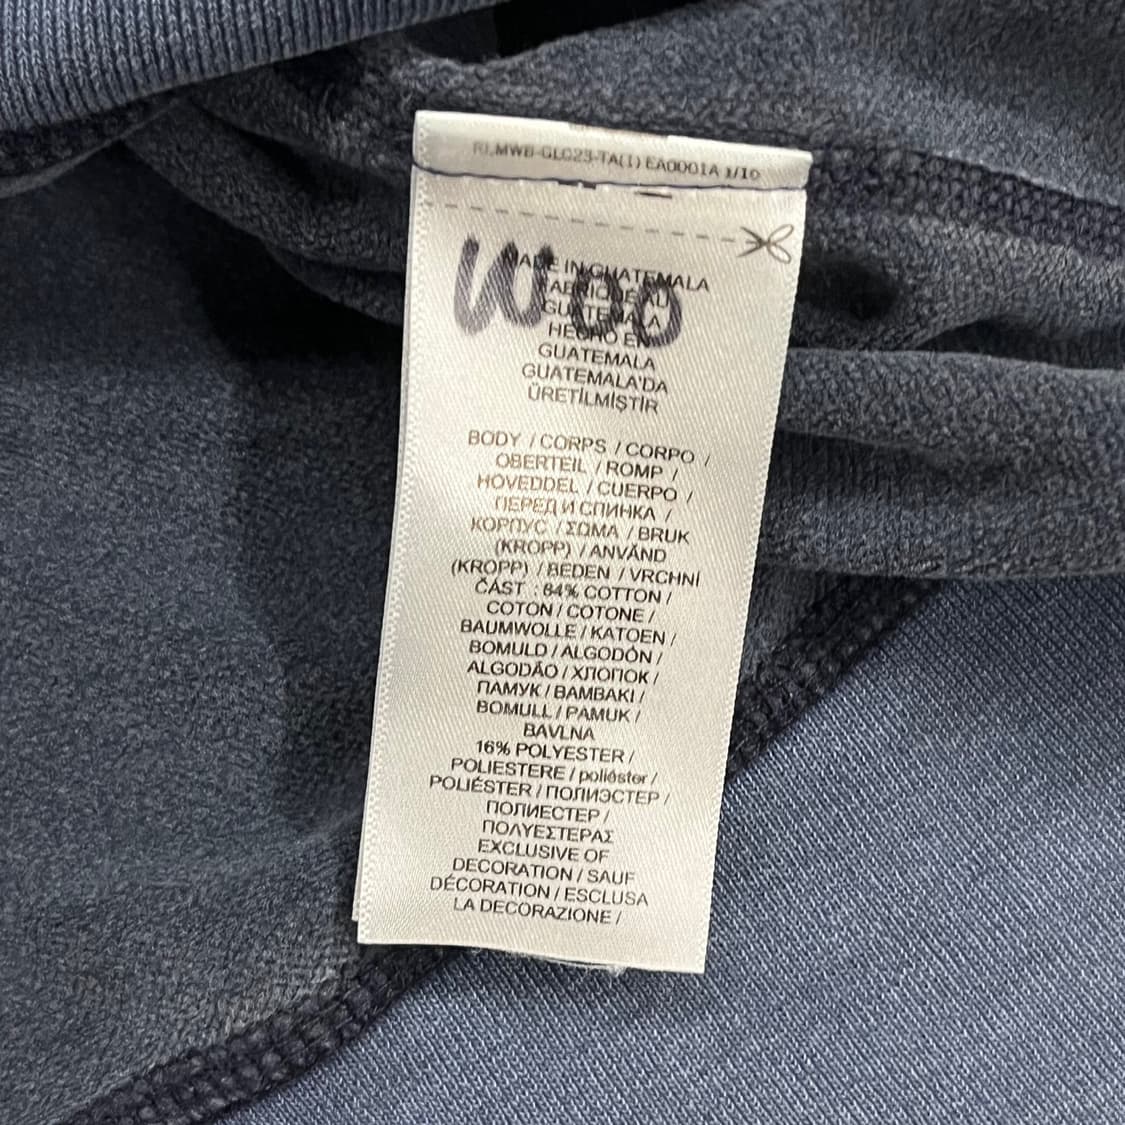 RLMWB-GLC23-TA(1) EA0001A 1/10
MADE IN GUATEMALA
FABRIQUE AU
GUATEMALA
HECHO EN
GUATEMALA
GUATEMALA'DA
ÜRETİLMİŞTİR
BODY / CORPS / CORPO /
OBERTEIL / ROMP /
HOVEDDEL / CUERPO /
ПЕРЕД И СПИНКА /
КОРПУС / ΣΩΜΑ / BRUK
(KROPP) / ANVÄND
(KROPP) / BEDEN / VRCHNÍ
ČÁST : 84% COTTON /
COTON / COTONE /
BAUMWOLLE / KATOEN /
BOMULD / ALGODÓN /
ALGODÃO / ХЛОПОК /
ПАМУК / BAMBAKI /
BOMULL / PAMUK /
BAVLNA
16% POLYESTER /
POLIESTERE / poliéster /
POLIÉSTER / ПОЛИЭСТЕР /
ПОЛИЕСТЕР /
ΠΟΛΥΕΣΤΕΡΑΣ
EXCLUSIVE OF
DECORATION / SAUF
DÉCORATION / ESCLUSA
LA DECORAZIONE /